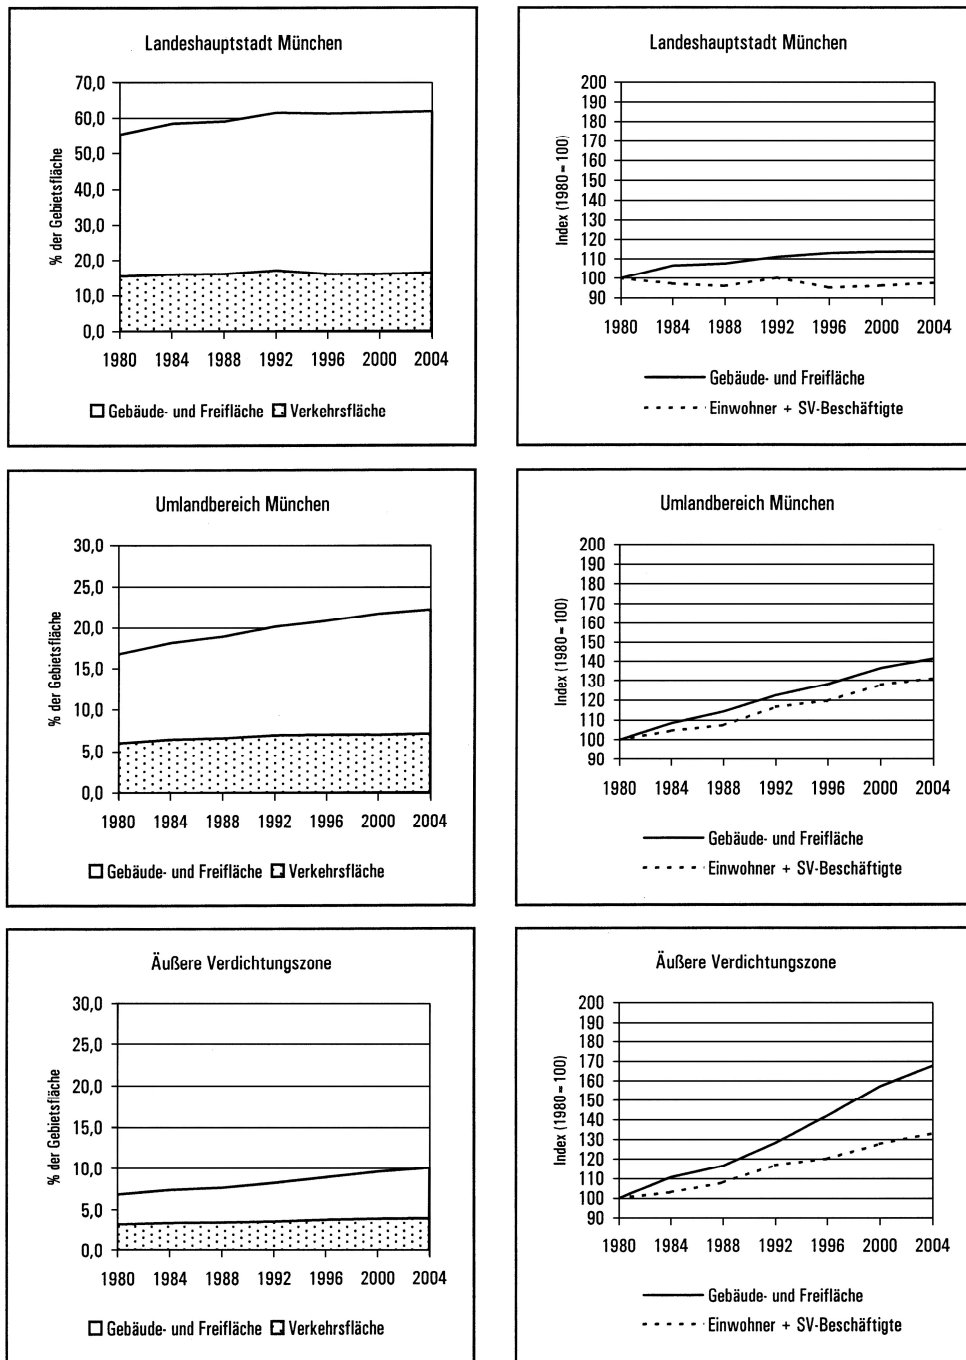 Landeshauptstadt München
% der Gebietsfläche
70,0
60,0
50,0
40,0
30,0
20,0
10,0
0,0
1980 1984 1988 1992 1996 2000 2004
Gebäude- und Freifläche Verkehrsfläche
Landeshauptstadt München
Index (1980 = 100)
200
190
180
170
160
150
140
130
120
110
100
90
1980 1984 1988 1992 1996 2000 2004
Gebäude- und Freifläche
Einwohner + SV-Beschäftigte
Umlandbereich München
% der Gebietsfläche
30,0
25,0
20,0
15,0
10,0
5,0
0,0
1980 1984 1988 1992 1996 2000 2004
Gebäude- und Freifläche Verkehrsfläche
Umlandbereich München
Index (1980 = 100)
200
190
180
170
160
150
140
130
120
110
100
90
1980 1984 1988 1992 1996 2000 2004
Gebäude- und Freifläche
Einwohner + SV-Beschäftigte
Äußere Verdichtungszone
% der Gebietsfläche
30,0
25,0
20,0
15,0
10,0
5,0
0,0
1980 1984 1988 1992 1996 2000 2004
Gebäude- und Freifläche Verkehrsfläche
Äußere Verdichtungszone
Index (1980 = 100)
200
190
180
170
160
150
140
130
120
110
100
90
1980 1984 1988 1992 1996 2000 2004
Gebäude- und Freifläche
Einwohner + SV-Beschäftigte